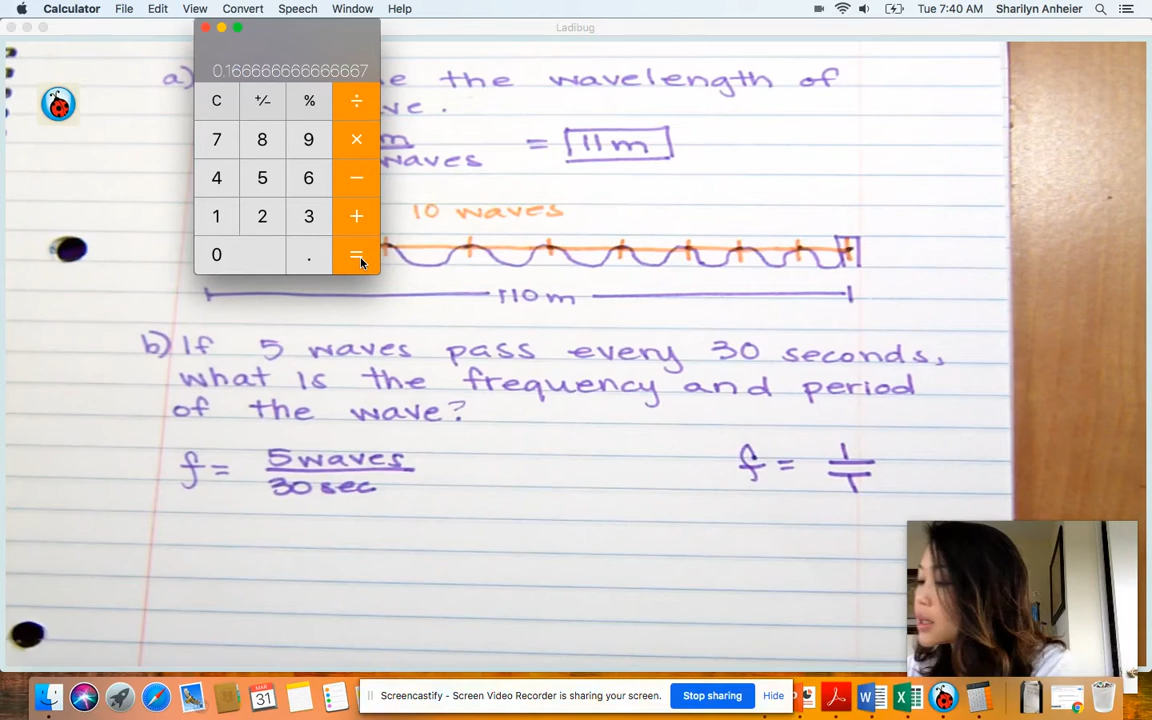 Calculator File Edit View Convert Speech Window Help Tue 7:40 AM Sharilyn Anheier
Ladibug
0.166666666666667
C +/- % ÷
7 8 9 ×
4 5 6 −
1 2 3 +
0 . =
a) the wavelength of
= 11m
waves
10 waves
110 m
b) If 5 waves pass every 30 seconds,
what is the frequency and period
of the wave?
f = 5 waves
30 sec
f = 1
T
MAR
31
Screencastify - Screen Video Recorder is sharing your screen. Stop sharing Hide